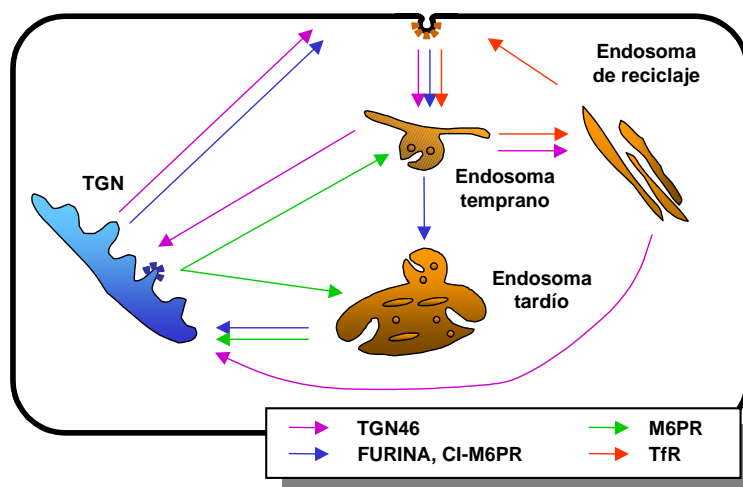 Endosoma
de reciclaje
TGN
Endosoma
temprano
Endosoma
tardío
TGN46
M6PR
FURINA, CI-M6PR
TfR